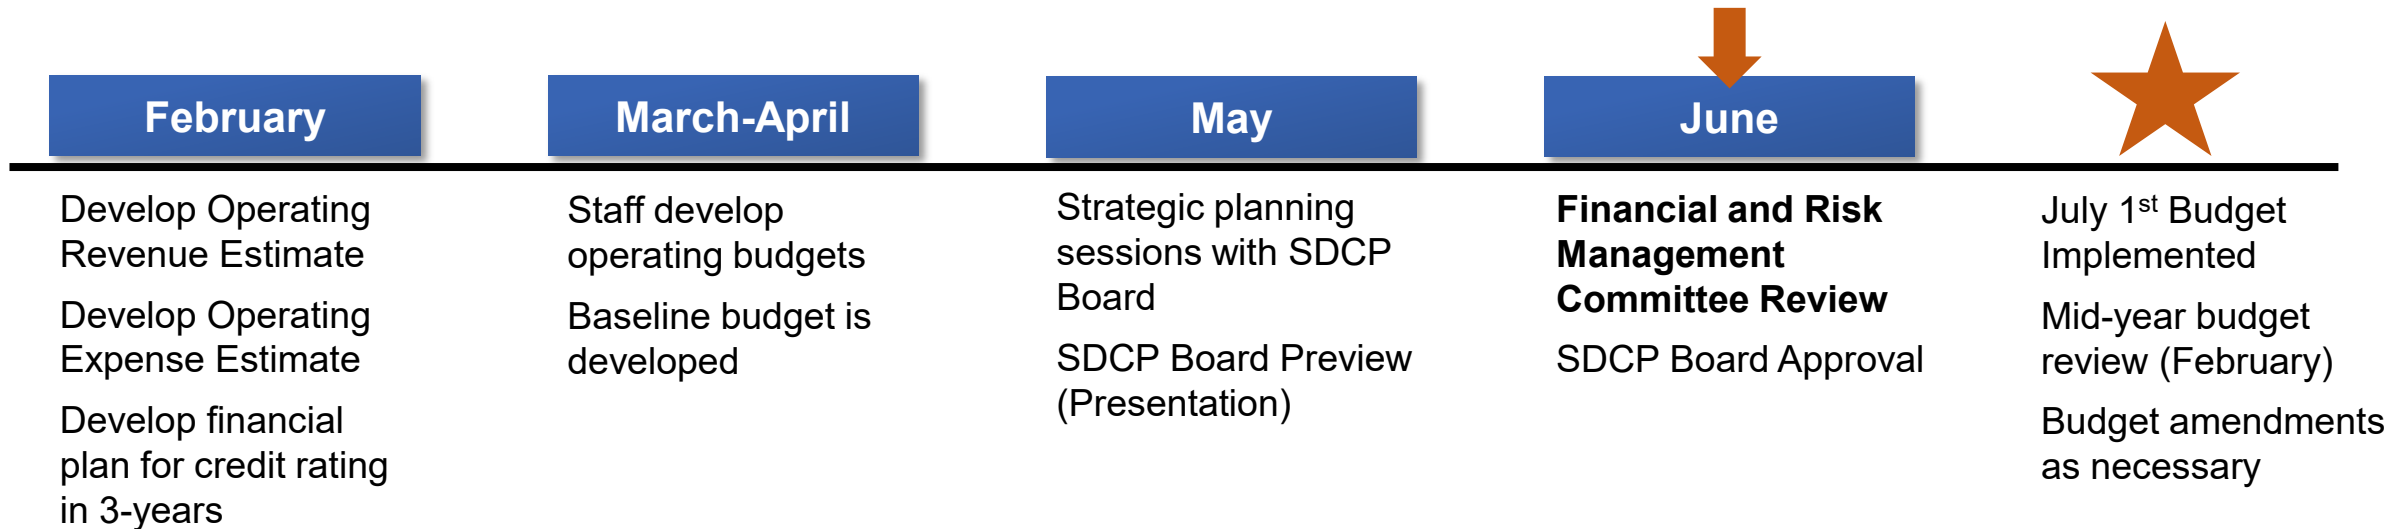 February
Develop Operating
Revenue Estimate
Develop Operating
Expense Estimate
Develop financial
plan for credit rating
in 3-years
March-April
Staff develop
operating budgets
Baseline budget is
developed
May
Strategic planning
sessions with SDCP
Board
SDCP Board Preview
(Presentation)
June
Financial and Risk
Management
Committee Review
SDCP Board Approval
July 1st Budget
Implemented
Mid-year budget
review (February)
Budget amendments
as necessary